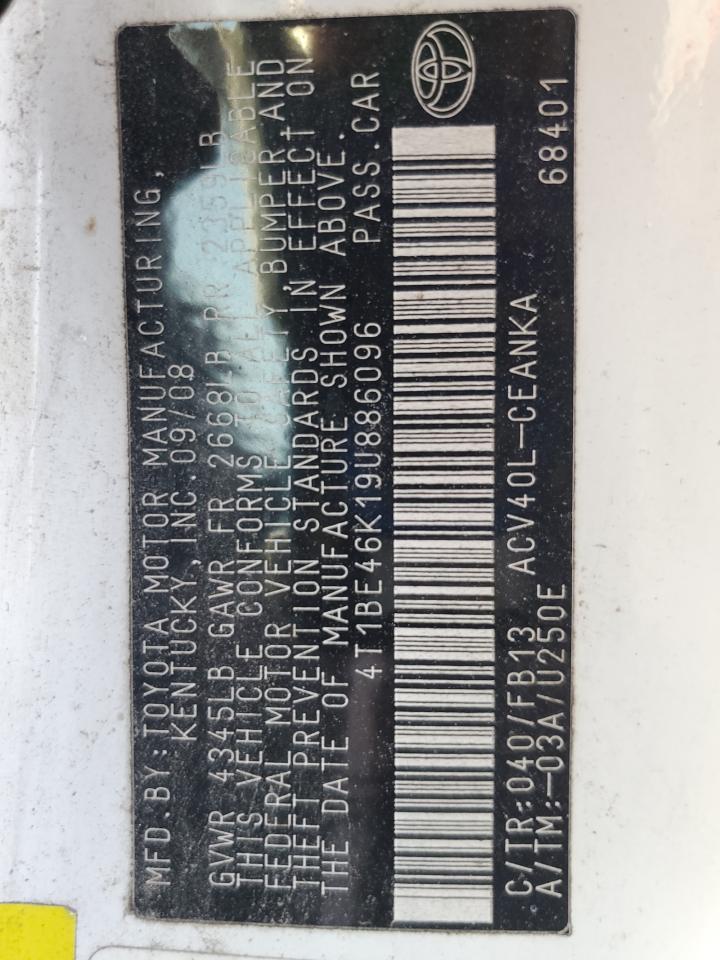 MFD.BY:TOYOTA MOTOR MANUFACTURING,
KENTUCKY, INC.09/08
GVWR 4345LB GAWR FR 2668LB RR 2359LB
THIS VEHICLE CONFORMS TO ALL APPLICABLE
FEDERAL MOTOR VEHICLE SAFETY, BUMPER AND
THEFT PREVENTION STANDARDS IN EFFECT ON
THE DATE OF MANUFACTURE SHOWN ABOVE.
4T1BE46K19U886096 PASS.CAR
C/TR:040/FB13 ACV40L-CEANKA 68401
A/TM:-03A/U250E